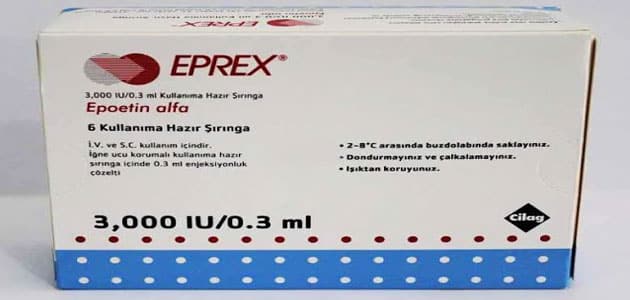 EPREX®
3,000 IU/0.3 ml Kullanıma Hazır Şırınga
Epoetin alfa
6 Kullanıma Hazır Şırınga
İ.V. ve S.C. kullanım içindir.
İğne ucu korumalı kullanıma hazır
şırınga içinde 0.3 ml enjeksiyonluk
çözelti
• 2-8°C arasında buzdolabında saklayınız.
• Dondurmayınız ve çalkalamayınız.
• Işıktan koruyunuz.
3,000 IU/0.3 ml
Cilag